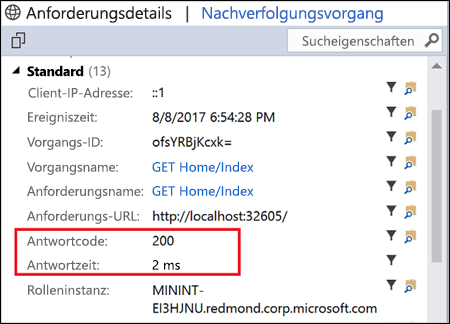 Anforderungsdetails | Nachverfolgungsvorgang
Sucheigenschaften
Standard (13)
Client-IP-Adresse: ::1
Ereigniszeit: 8/8/2017 6:54:28 PM
Vorgangs-ID: ofsYRBjKcxk=
Vorgangsname: GET Home/Index
Anforderungsname: GET Home/Index
Anforderungs-URL: http://localhost:32605/
Antwortcode: 200
Antwortzeit: 2 ms
Rolleninstanz: MININT-
EI3HJNU.redmond.corp.microsoft.com